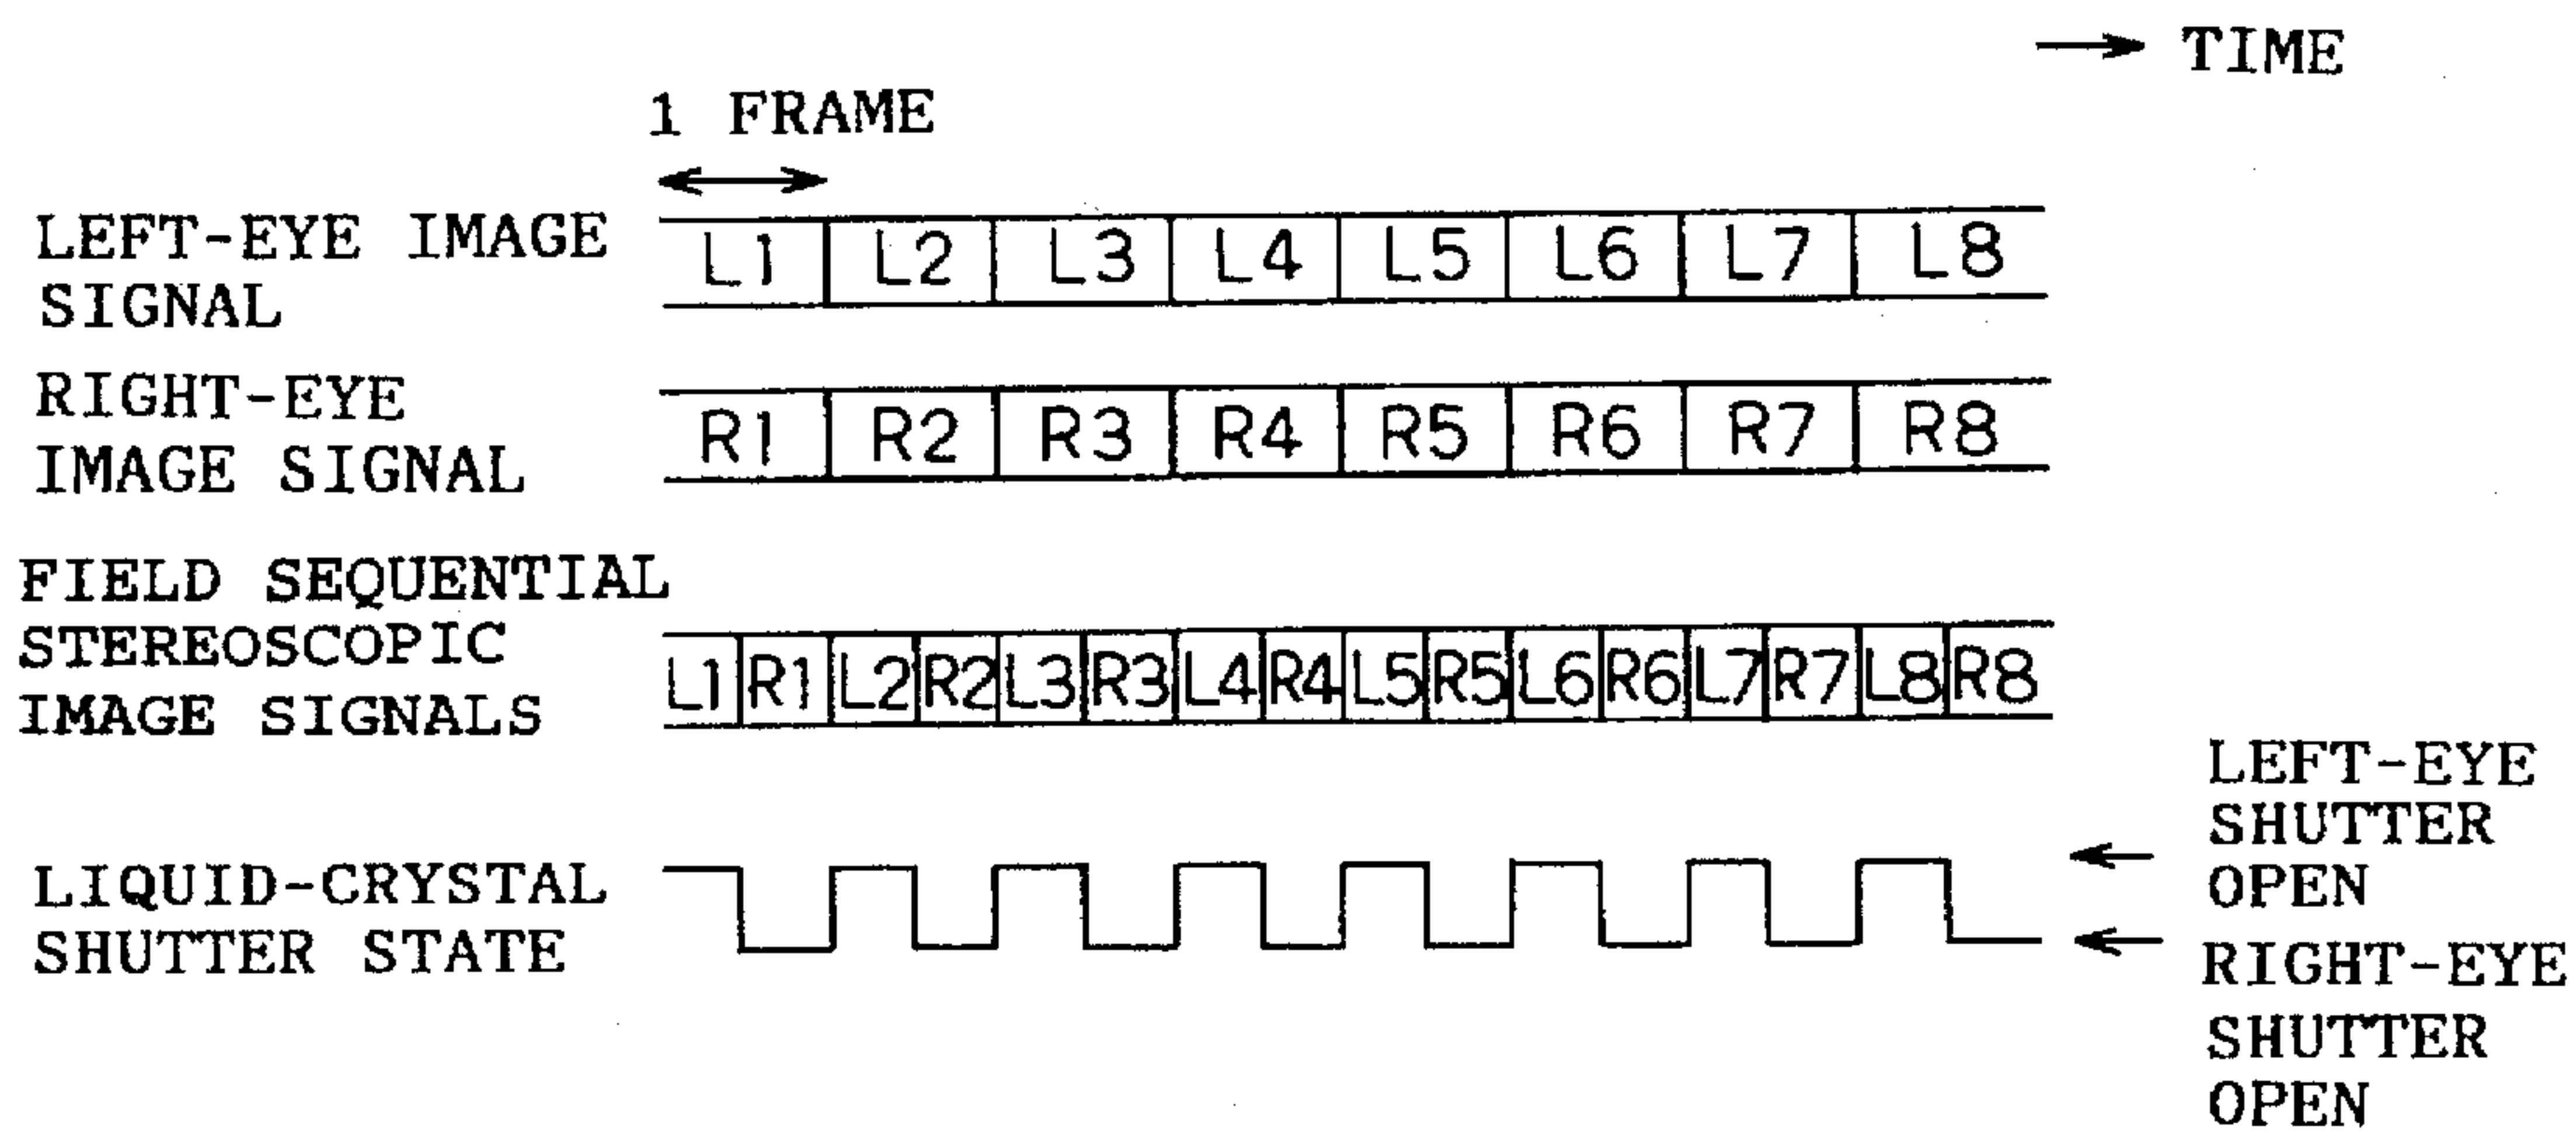 TIME
1 FRAME
LEFT-EYE IMAGE
SIGNAL
L1 L2 L3 L4 L5 L6 L7 L8
RIGHT-EYE
IMAGE SIGNAL
R1 R2 R3 R4 R5 R6 R7 R8
FIELD SEQUENTIAL
STEREOSCOPIC
IMAGE SIGNALS
L1 R1 L2 R2 L3 R3 L4 R4 L5 R5 L6 R6 L7 R7 L8 R8
LIQUID-CRYSTAL
SHUTTER STATE
LEFT-EYE
SHUTTER
OPEN
RIGHT-EYE
SHUTTER
OPEN